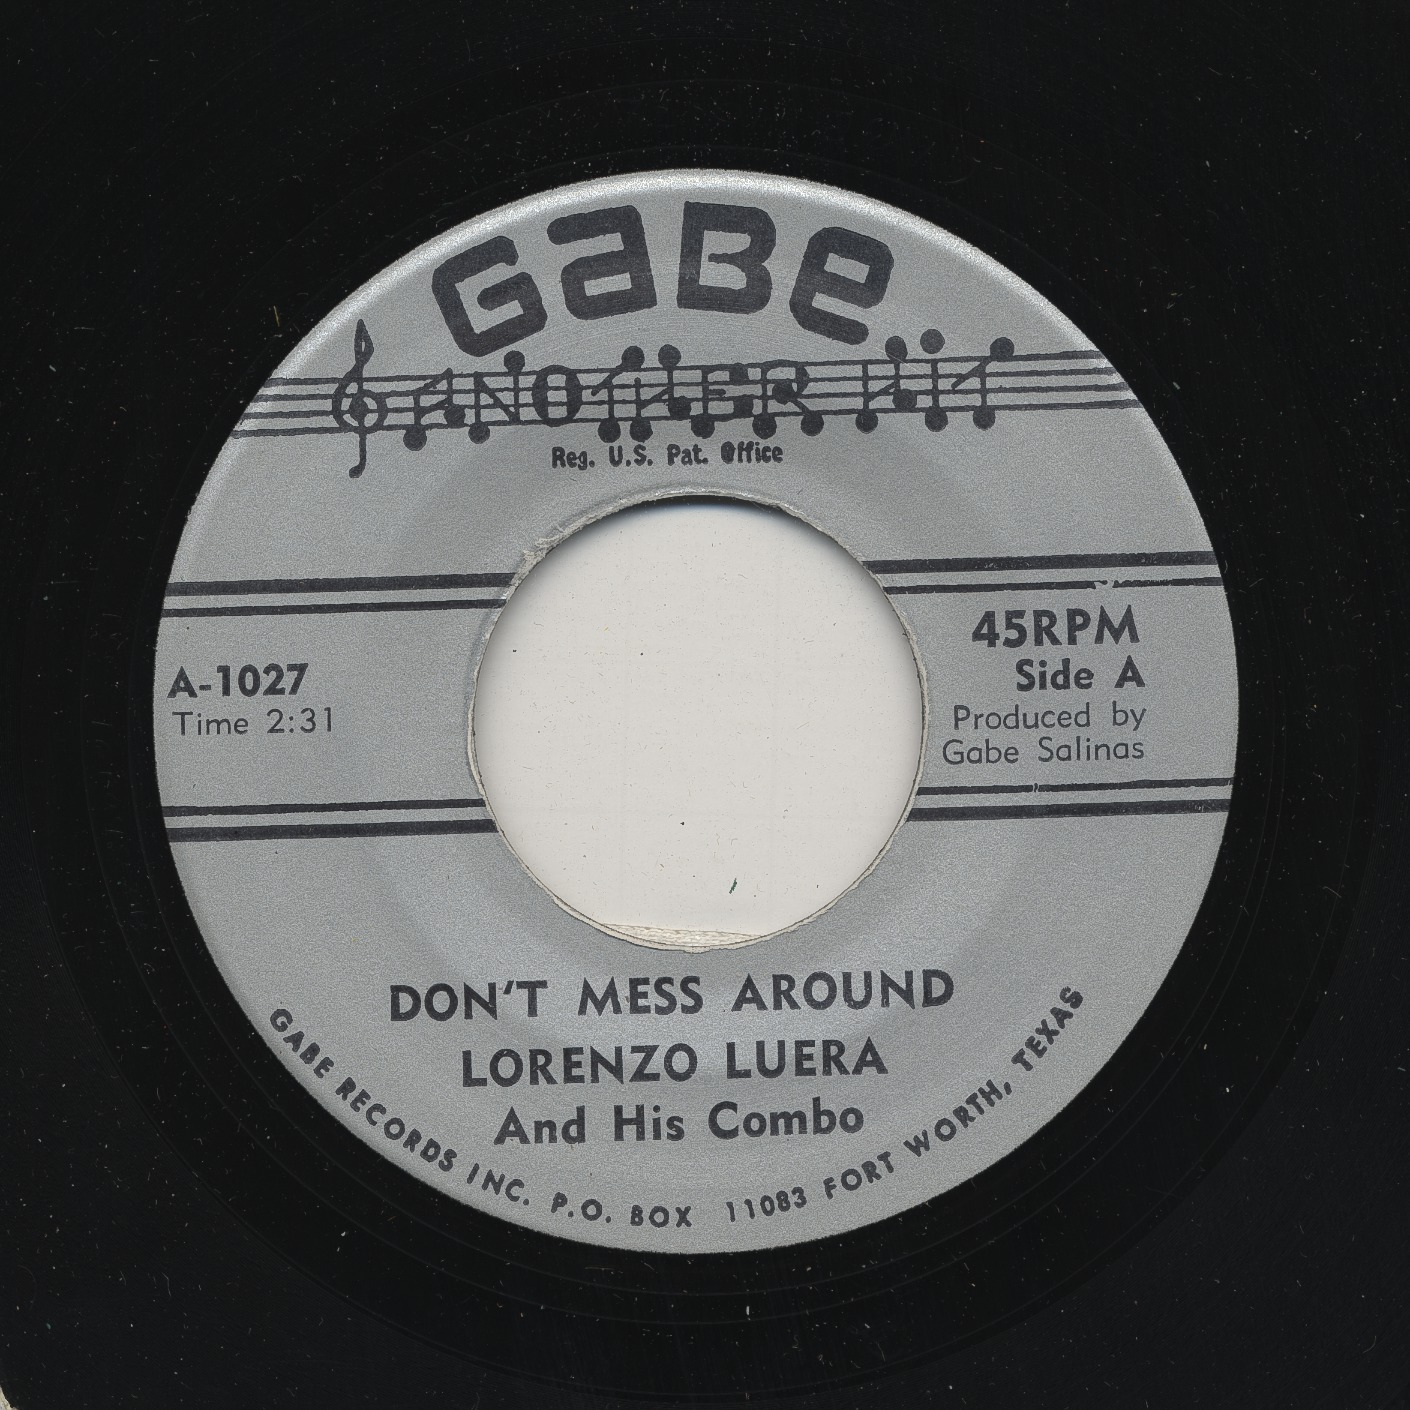 GaBe
ANOTHER HIT
Reg. U.S. Pat. Office
45RPM
Side A
Produced by
Gabe Salinas
A-1027
Time 2:31
DON'T MESS AROUND
LORENZO LUERA
And His Combo
GABE RECORDS INC. P.O. BOX 11083 FORT WORTH, TEXAS